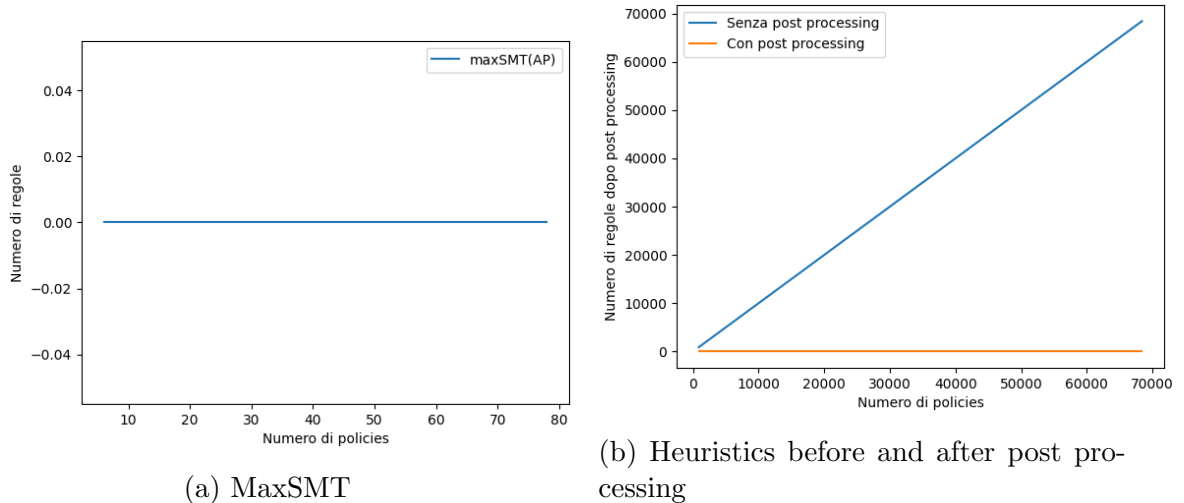 maxSMT(AP)
0.04
0.02
0.00
−0.02
−0.04
Numero di regole
10 20 30 40 50 60 70 80
Numero di policies
(a) MaxSMT
Senza post processing
Con post processing
70000
60000
50000
40000
30000
20000
10000
0
Numero di regole dopo post processing
0 10000 20000 30000 40000 50000 60000 70000
Numero di policies
(b) Heuristics before and after post pro-
cessing